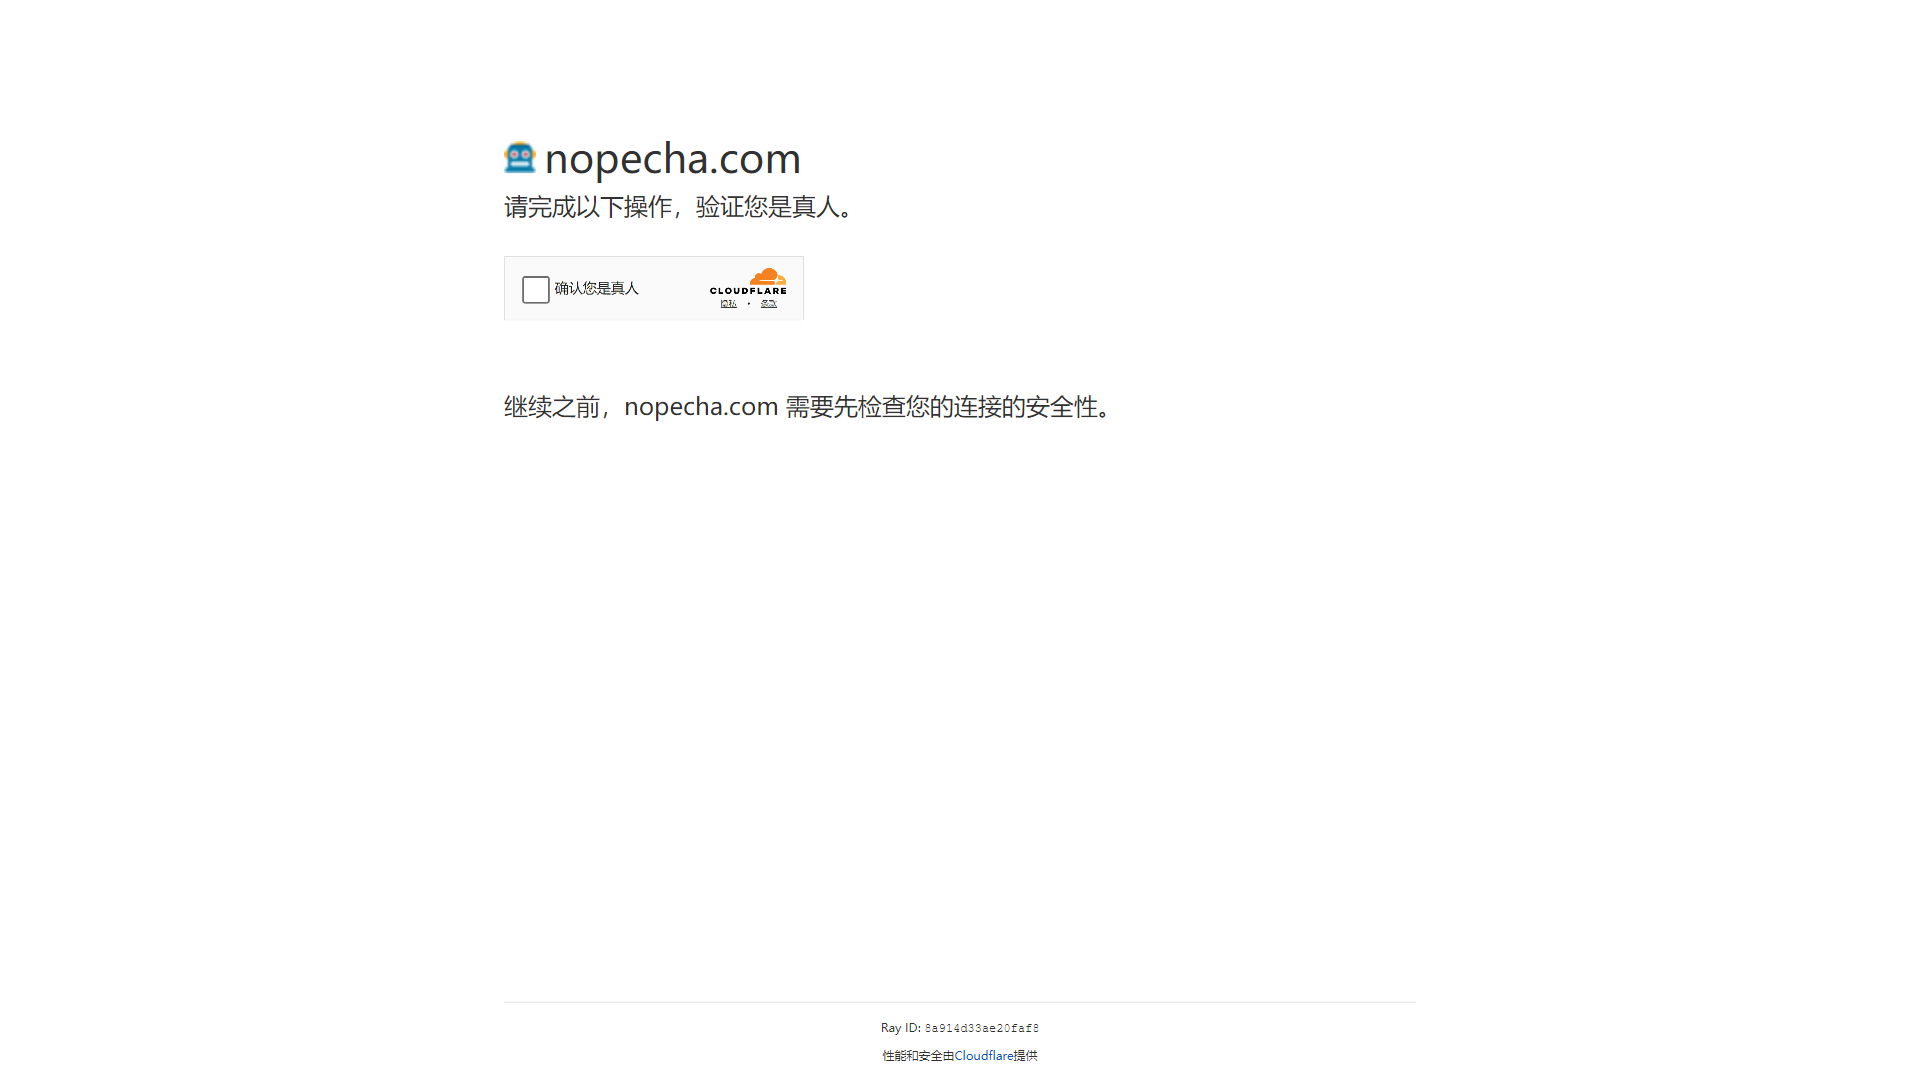 nopecha.com
请完成以下操作，验证您是真人。
确认您是真人
CLOUDFLARE
隐私 • 条款
继续之前，nopecha.com 需要先检查您的连接的安全性。
Ray ID: 8a914d33ae20faf8
性能和安全由Cloudflare提供